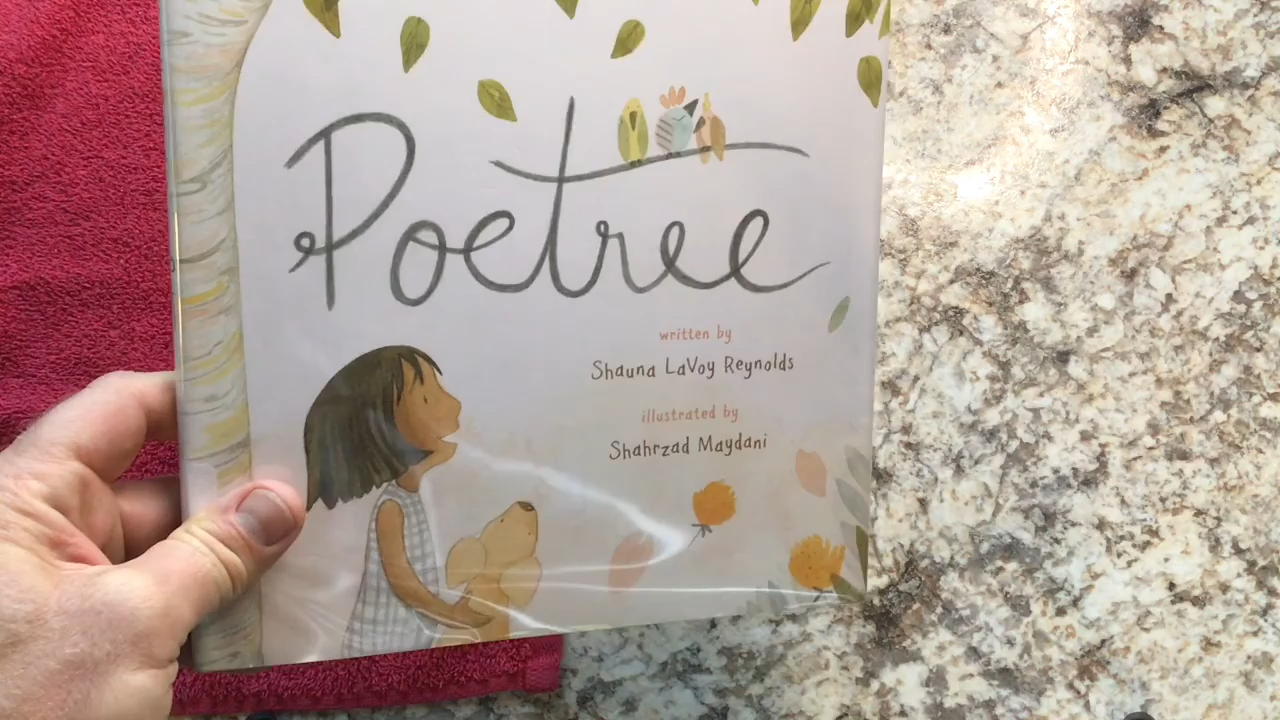 Poetree
written by
Shauna LaVoy Reynolds
illustrated by
Shahrzad Maydani